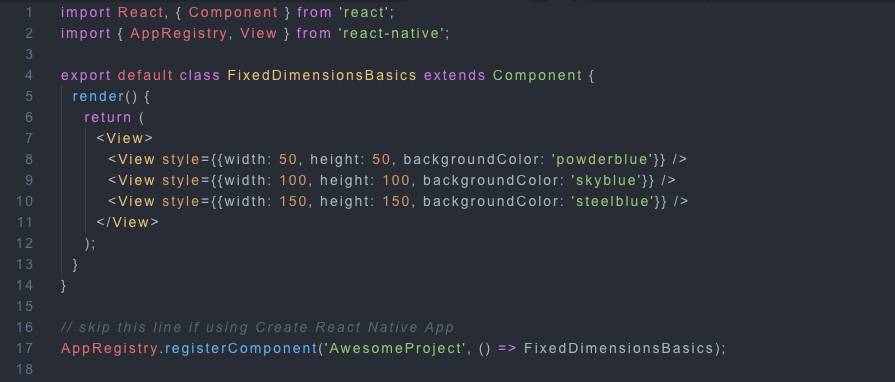 1 import React, { Component } from 'react';
2 import { AppRegistry, View } from 'react-native';
3
4 export default class FixedDimensionsBasics extends Component {
5   render() {
6     return (
7       <View>
8         <View style={{width: 50, height: 50, backgroundColor: 'powderblue'}} />
9         <View style={{width: 100, height: 100, backgroundColor: 'skyblue'}} />
10         <View style={{width: 150, height: 150, backgroundColor: 'steelblue'}} />
11       </View>
12     );
13   }
14 }
15
16 // skip this line if using Create React Native App
17 AppRegistry.registerComponent('AwesomeProject', () => FixedDimensionsBasics);
18